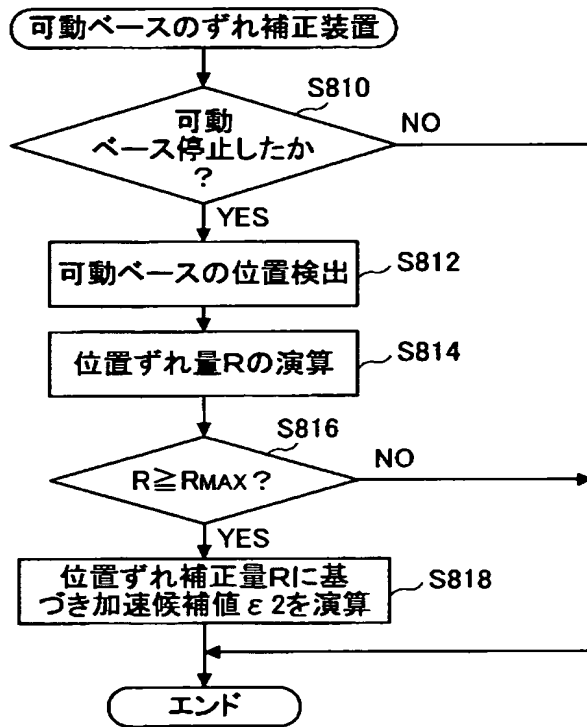 可動ベースのずれ補正装置
S810
可動
ベース停止したか
?
NO
YES
可動ベースの位置検出
S812
位置ずれ量Rの演算
S814
S816
R≧RMAX?
NO
YES
位置ずれ補正量Rに基
づき加速候補値ε2を演算
S818
エンド